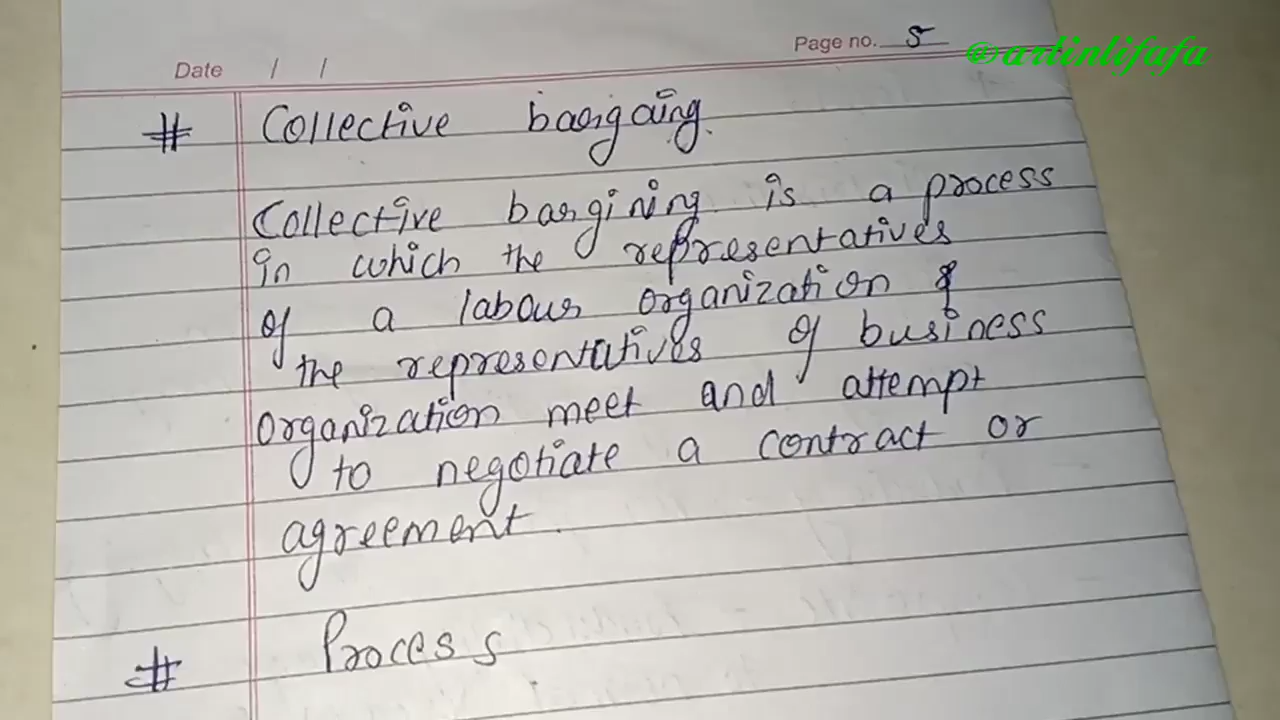 Page no. 5
@artinlifafa
Date / /
# Collective bargaing.
Collective bargining is a process
in which the representatives
of a labour organization &
the representatives of business
organization meet and attempt
to negotiate a contract or
agreement.
# Process